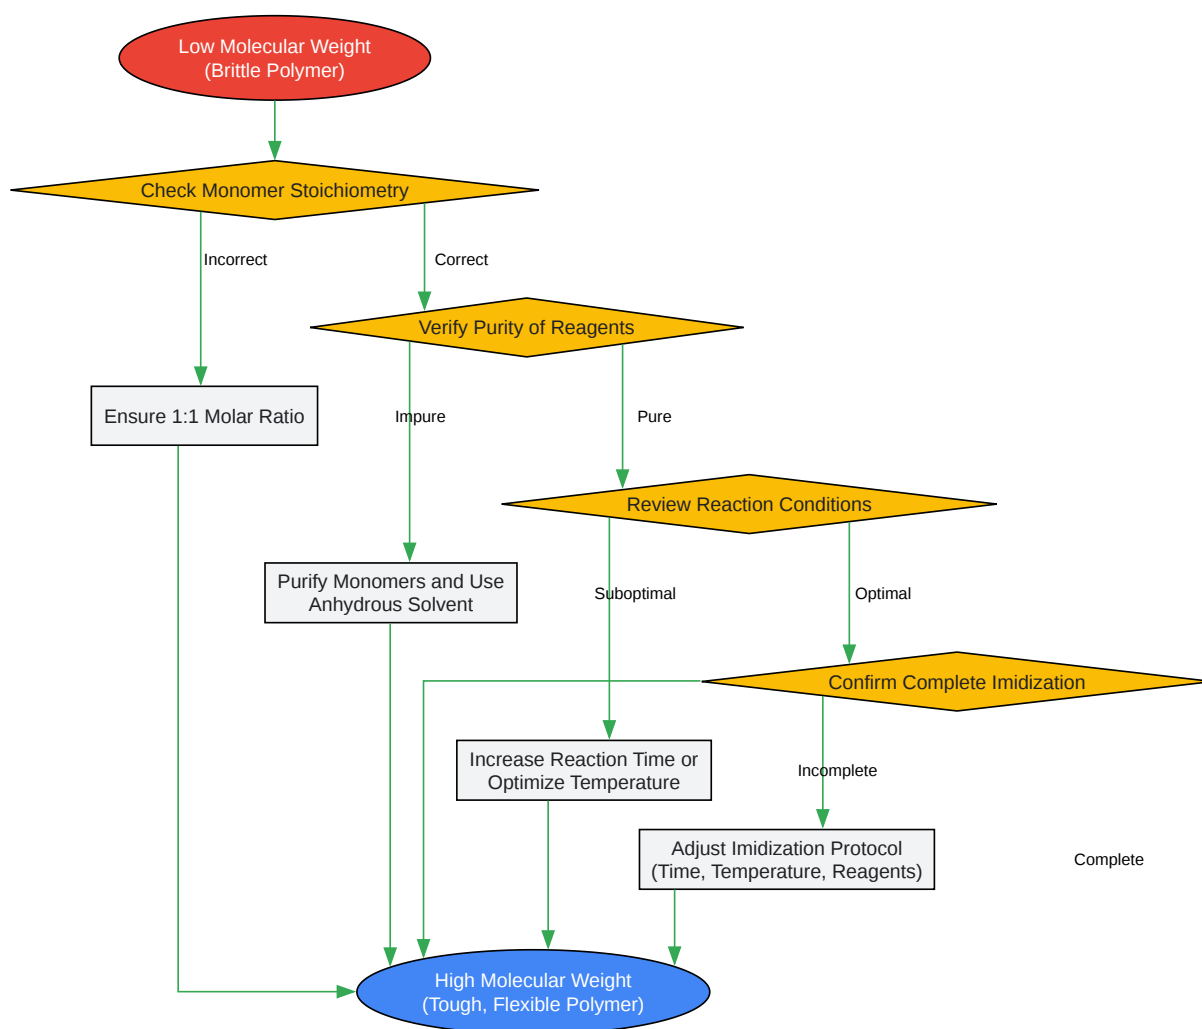 Low Molecular Weight
(Brittle Polymer)
Check Monomer Stoichiometry
Incorrect
Correct
Verify Purity of Reagents
Ensure 1:1 Molar Ratio
Impure
Pure
Review Reaction Conditions
Purify Monomers and Use
Anhydrous Solvent
Suboptimal
Optimal
Confirm Complete Imidization
Increase Reaction Time or
Optimize Temperature
Incomplete
Adjust Imidization Protocol
(Time, Temperature, Reagents)
Complete
High Molecular Weight
(Tough, Flexible Polymer)